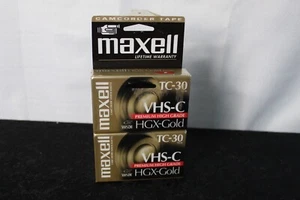 CAMCORDER TAPE
maxell
LIFETIME WARRANTY
maxell
TC-30
VHS-C
PREMIUM HIGH GRADE
HGX-Gold
maxell
TC-30
VHS-C
PREMIUM HIGH GRADE
HGX-Gold